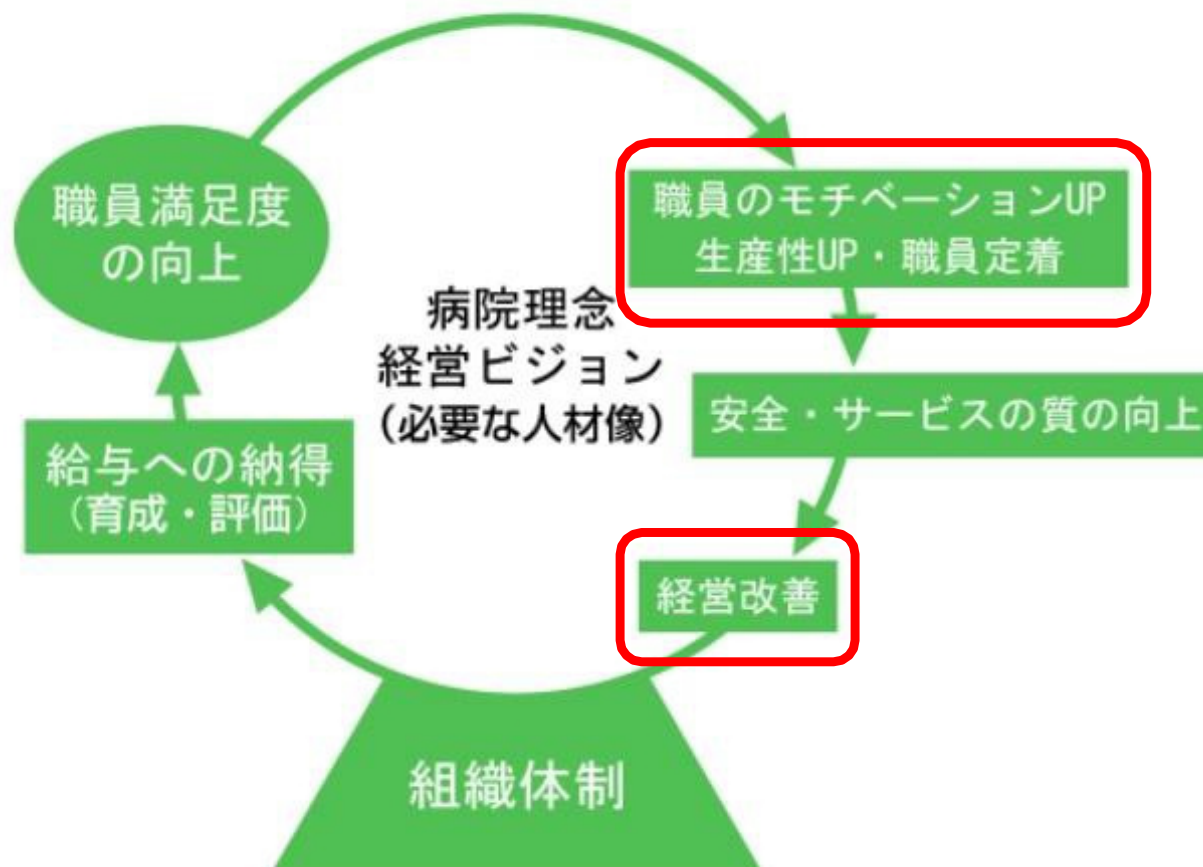 職員満足度
の向上
職員のモチベーションUP
生産性UP・職員定着
病院理念
経営ビジョン
(必要な人材像)
安全・サービスの質の向上
給与への納得
(育成・評価)
経営改善
組織体制